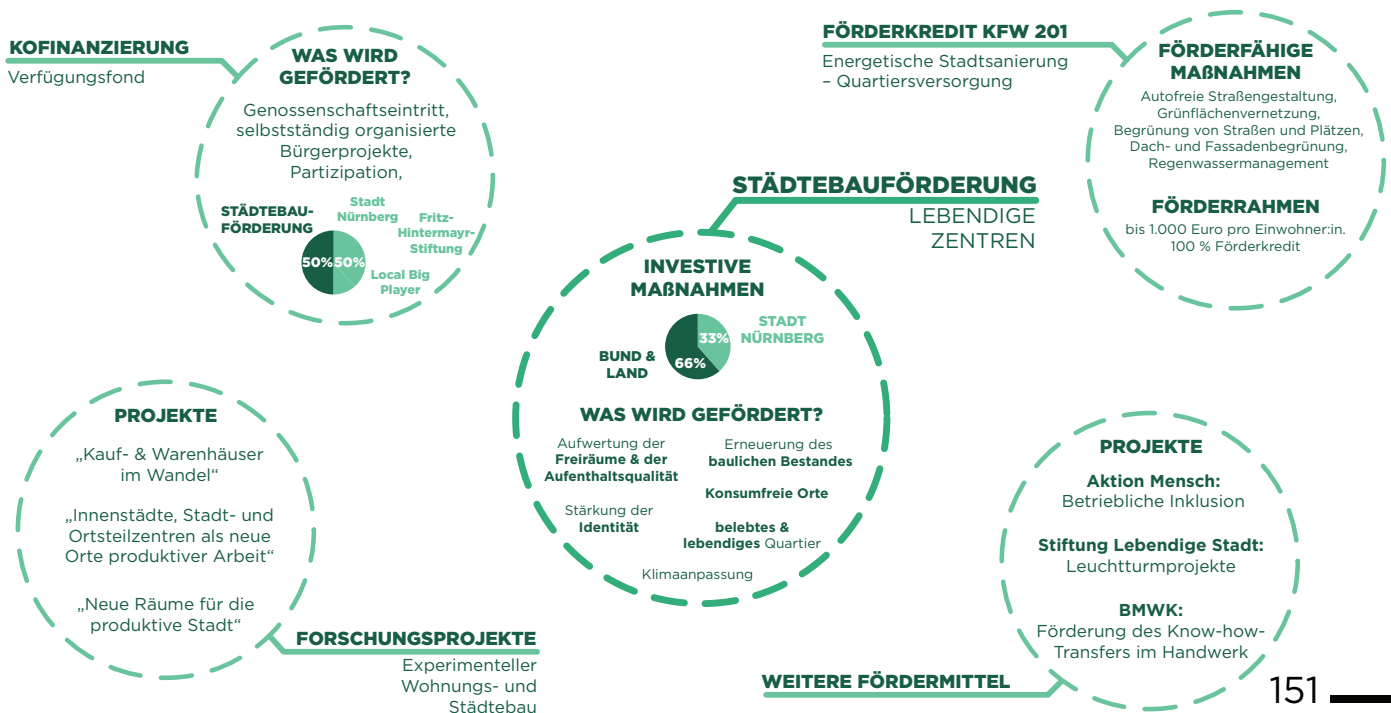 KOFINANZIERUNG
Verfügungsfond
WAS WIRD
GEFÖRDERT?
Genossenschaftseintritt,
selbstständig organisierte
Bürgerprojekte,
Partizipation,
STÄDTEBAU-
FÖRDERUNG
Stadt
Nürnberg
Fritz-
Hintermayr-
Stiftung
50%
50%
Local Big
Player
FÖRDERKREDIT KFW 201
Energetische Stadtsanierung
– Quartiersversorgung
FÖRDERFÄHIGE
MAẞNAHMEN
Autofreie Straßengestaltung,
Grünflächenvernetzung,
Begrünung von Straßen und Plätzen,
Dach- und Fassadenbegrünung,
Regenwassermanagement
FÖRDERRAHMEN
bis 1.000 Euro pro Einwohner:in.
100 % Förderkredit
STÄDTEBAUFÖRDERUNG
LEBENDIGE
ZENTREN
INVESTIVE
MAẞNAHMEN
33%
66%
STADT
NÜRNBERG
BUND &
LAND
WAS WIRD GEFÖRDERT?
Aufwertung der
Freiräume & der
Aufenthaltsqualität
Erneuerung des
baulichen Bestandes
Konsumfreie Orte
Stärkung der
Identität
belebtes &
lebendiges Quartier
Klimaanpassung
PROJEKTE
„Kauf- & Warenhäuser
im Wandel“
„Innenstädte, Stadt- und
Ortsteilzentren als neue
Orte produktiver Arbeit“
„Neue Räume für die
produktive Stadt“
FORSCHUNGSPROJEKTE
Experimenteller
Wohnungs- und
Städtebau
PROJEKTE
Aktion Mensch:
Betriebliche Inklusion
Stiftung Lebendige Stadt:
Leuchtturmprojekte
BMWK:
Förderung des Know-how-
Transfers im Handwerk
WEITERE FÖRDERMITTEL
151